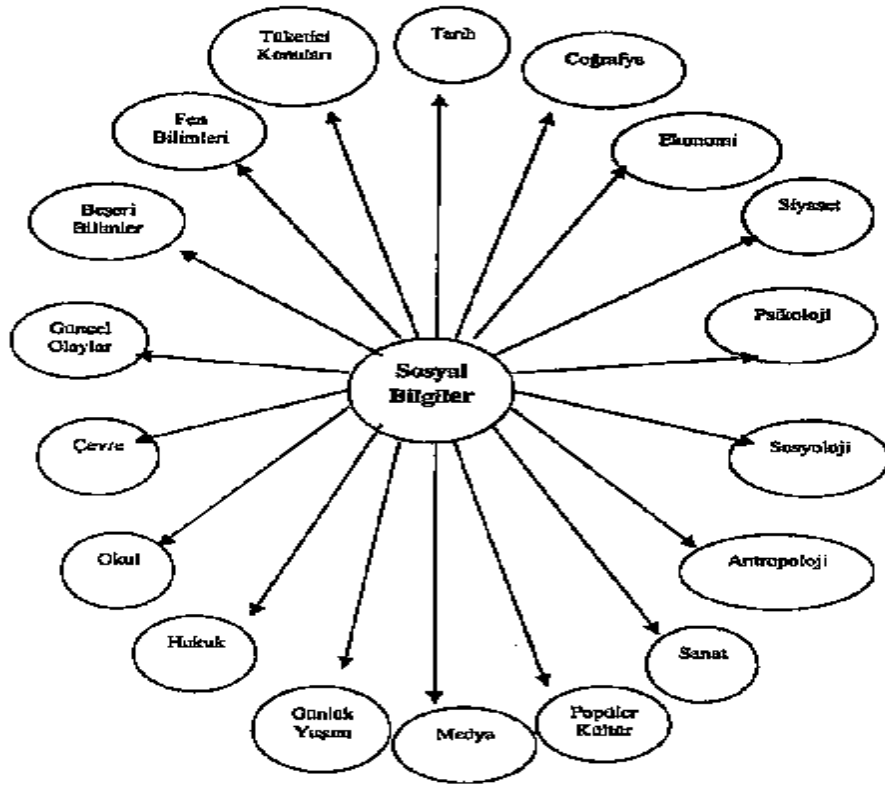 Tarih
Coğrafya
Ekonomi
Siyaset
Psikoloji
Sosyoloji
Antropoloji
Sanat
Popüler
Kültür
Medya
Günlük
Yaşam
Hukuk
Okul
Çevre
Güncel
Olaylar
Beşeri
Bilimler
Fen
Bilimleri
Tüketici
Konuları
Sosyal
Bilgiler